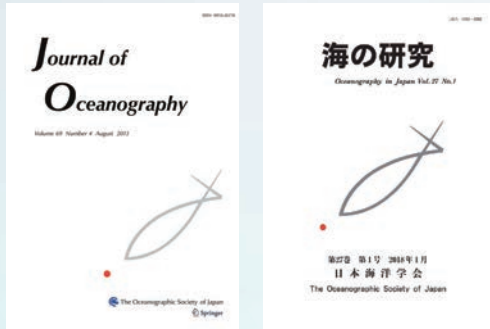 Journal of
Oceanography
Volume 69 Number 4 August 2013
The Oceanographic Society of Japan
Springer
海の研究
Oceanography in Japan Vol.27 No.1
第27巻 第1号 2018年1月
日本海洋学会
The Oceanographic Society of Japan